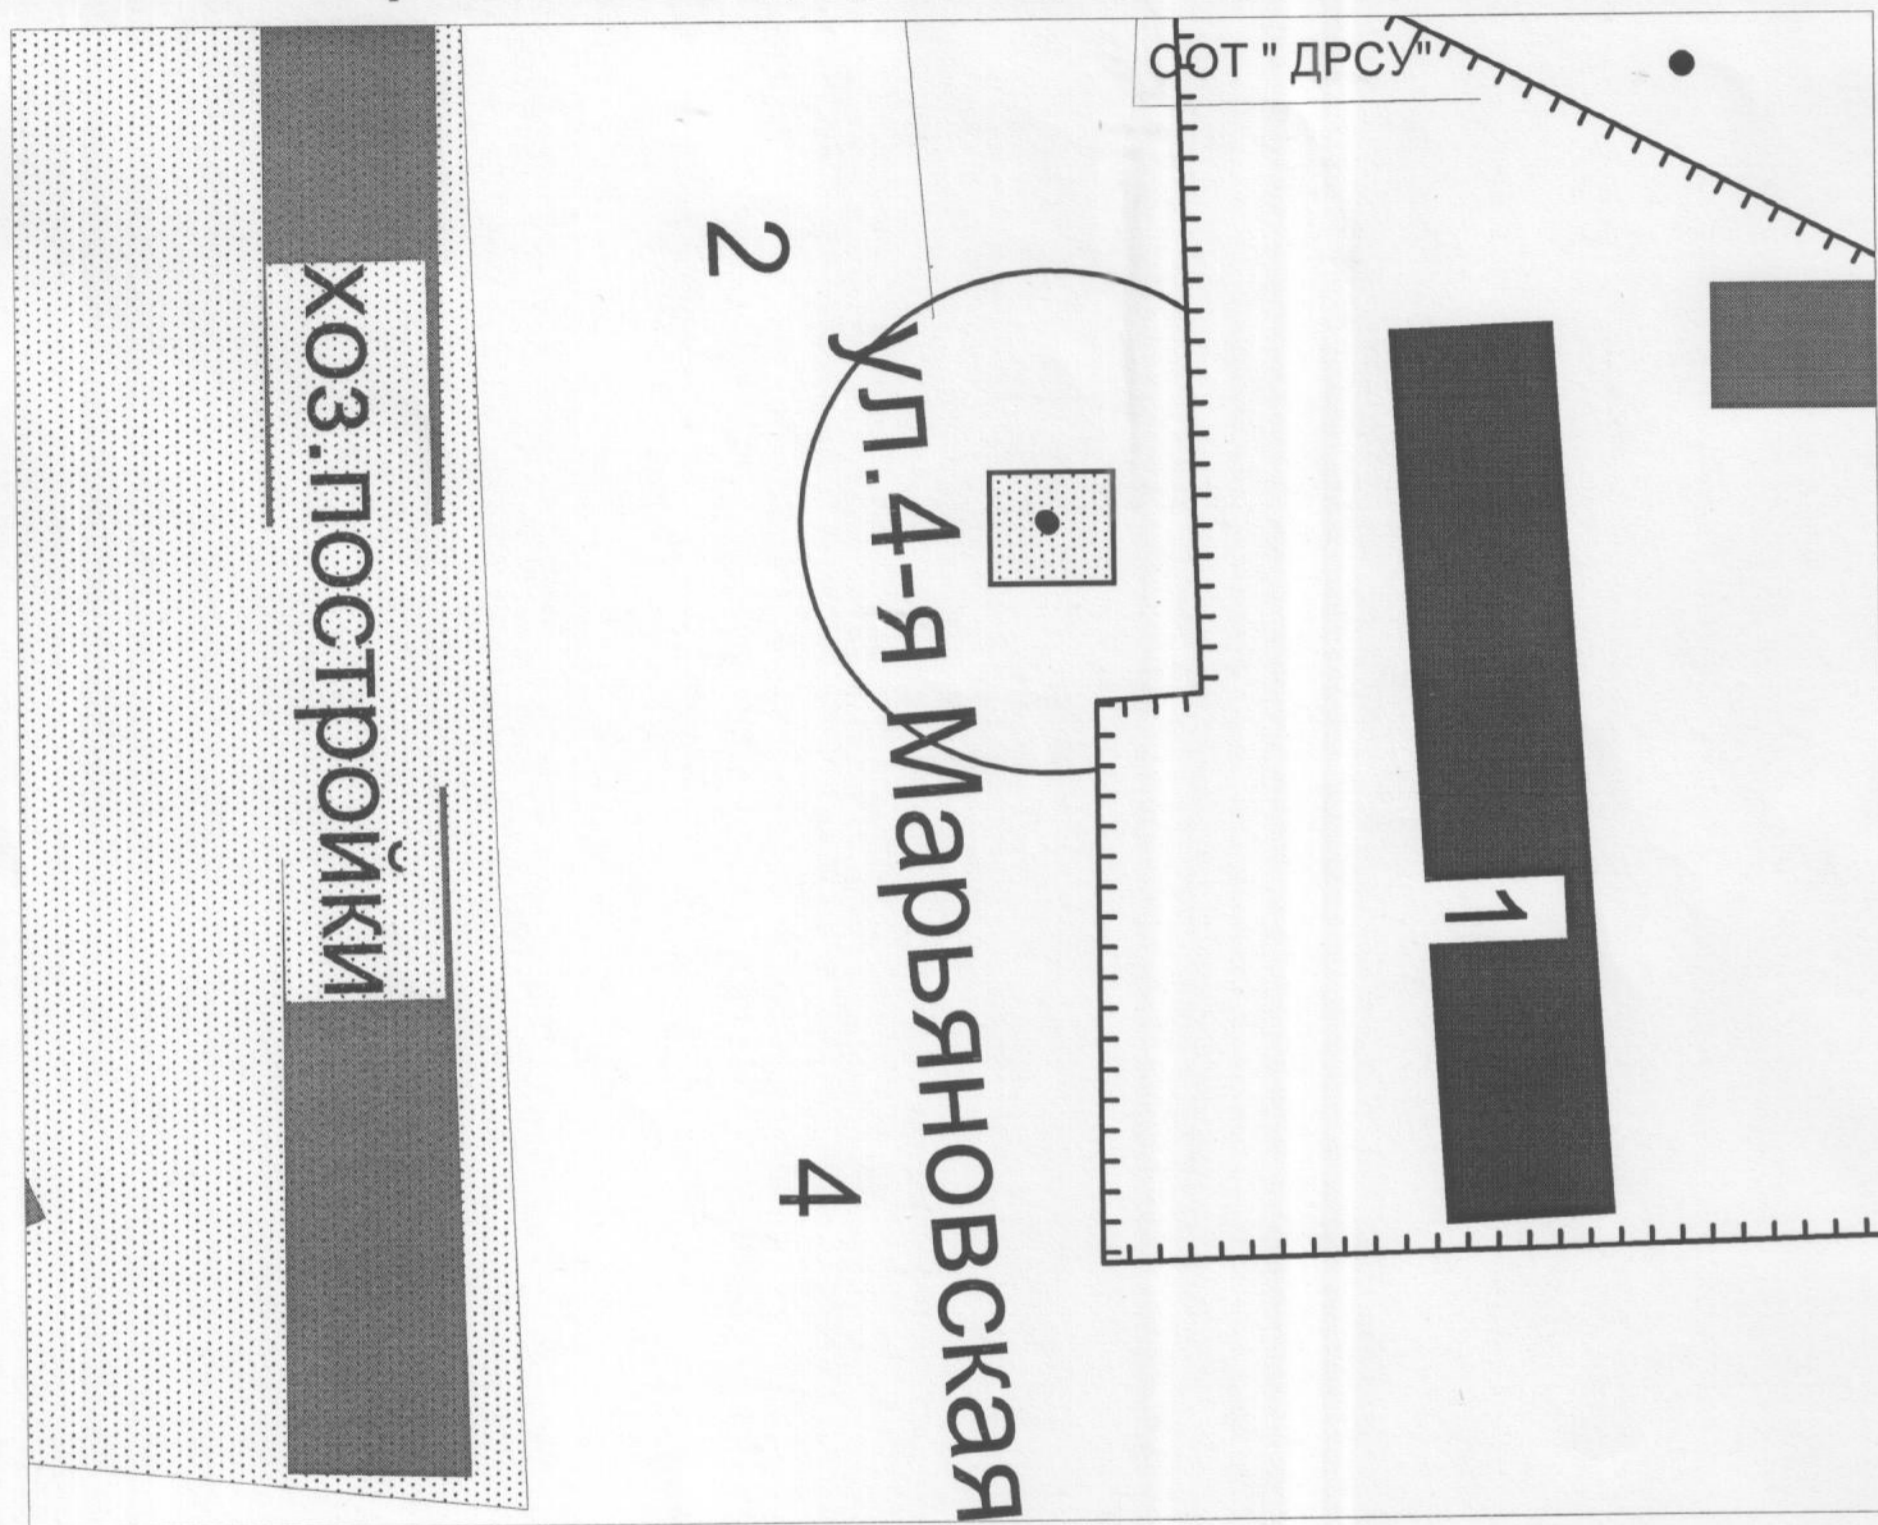 СОТ " ДРСУ"
2
хоз.постройки
ул.4-я Марьяновская
1
4